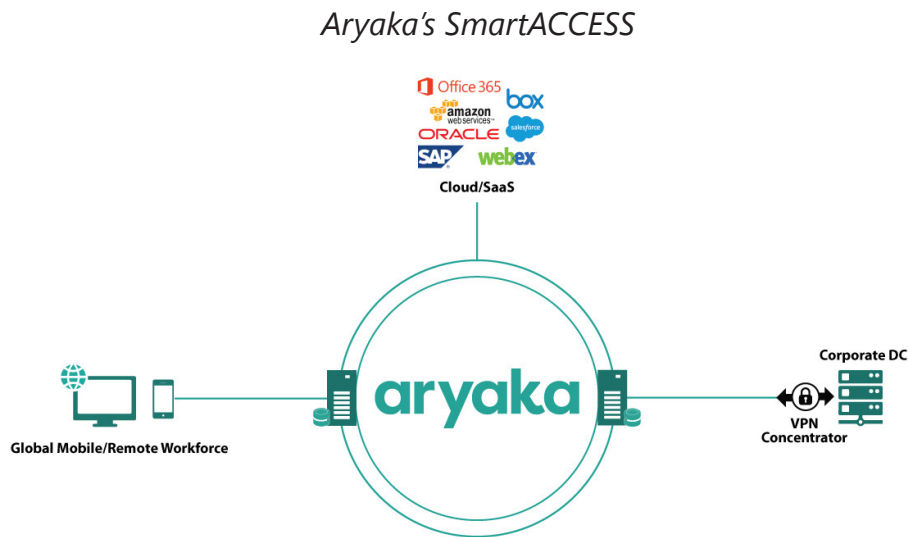 Aryaka's SmartACCESS
Office 365
box
amazon
webservices™
ORACLE
salesforce
SAP
webex
Cloud/SaaS
Corporate DC
aryaka
VPN
Concentrator
Global Mobile/Remote Workforce